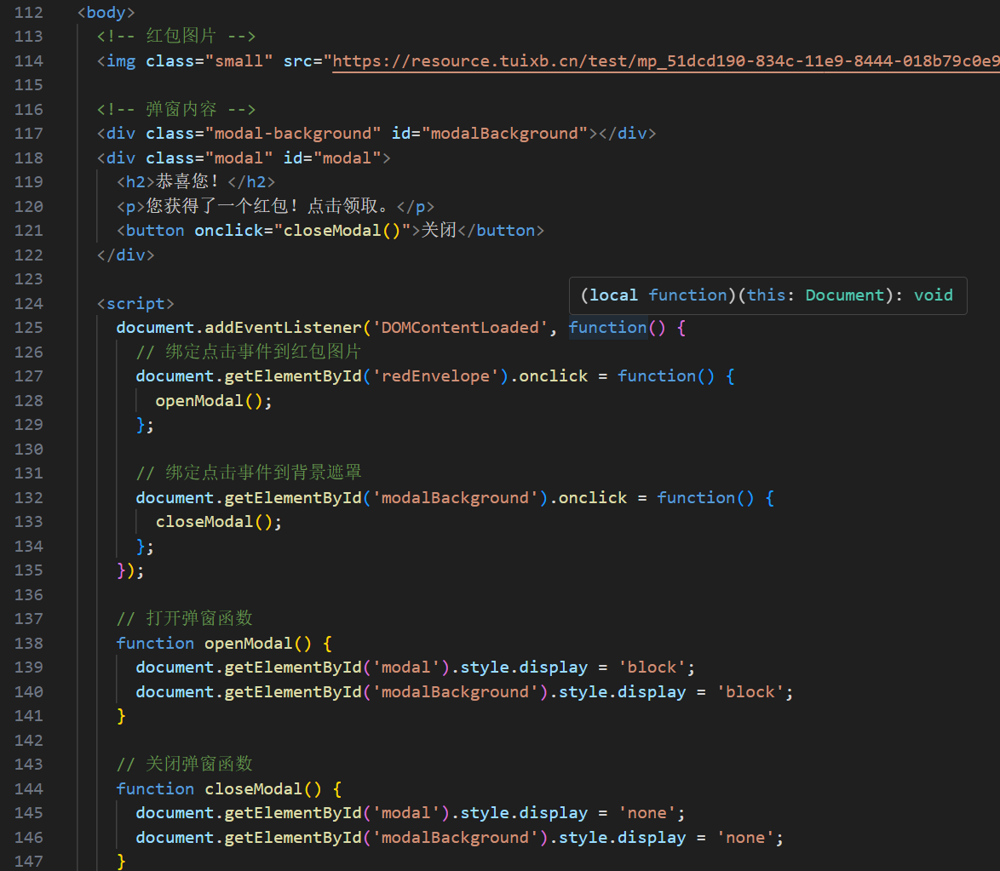 112 <body>
113 <!-- 红包图片 -->
114 <img class="small" src="https://resource.tuixb.cn/test/mp_51dcd190-834c-11e9-8444-018b79c0e9
115
116 <!-- 弹窗内容 -->
117 <div class="modal-background" id="modalBackground"></div>
118 <div class="modal" id="modal">
119 <h2>恭喜您！</h2>
120 <p>您获得了一个红包！点击领取。</p>
121 <button onclick="closeModal()">关闭</button>
122 </div>
123
(local function)(this: Document): void
124 <script>
125 document.addEventListener('DOMContentLoaded', function() {
126 // 绑定点击事件到红包图片
127 document.getElementById('redEnvelope').onclick = function() {
128 openModal();
129 };
130
131 // 绑定点击事件到背景遮罩
132 document.getElementById('modalBackground').onclick = function() {
133 closeModal();
134 };
135 });
136
137 // 打开弹窗函数
138 function openModal() {
139 document.getElementById('modal').style.display = 'block';
140 document.getElementById('modalBackground').style.display = 'block';
141 }
142
143 // 关闭弹窗函数
144 function closeModal() {
145 document.getElementById('modal').style.display = 'none';
146 document.getElementById('modalBackground').style.display = 'none';
147 }